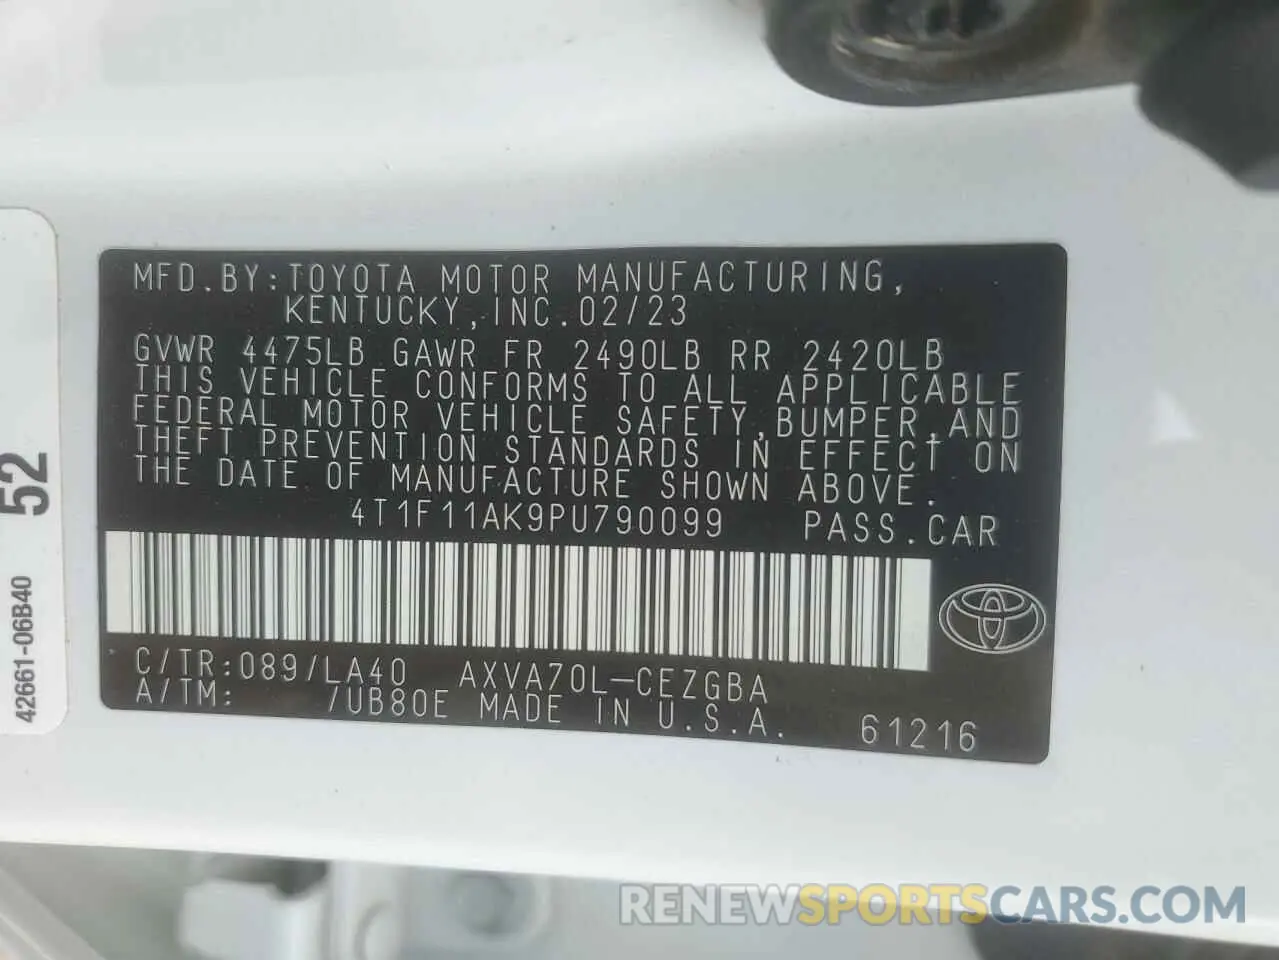 MFD.BY:TOYOTA MOTOR MANUFACTURING,
KENTUCKY,INC.02/23
GVWR 4475LB GAWR FR 2490LB RR 2420LB
THIS VEHICLE CONFORMS TO ALL APPLICABLE
FEDERAL MOTOR VEHICLE SAFETY,BUMPER,AND
THEFT PREVENTION STANDARDS IN EFFECT ON
THE DATE OF MANUFACTURE SHOWN ABOVE.
4T1F11AK9PU790099 PASS.CAR
C/TR:089/LA40 AXVA70L-CEZGBA
A/TM: /UB80E MADE IN U.S.A. 61216
52
42661-06B40
RENEWSPORTSCARS.COM